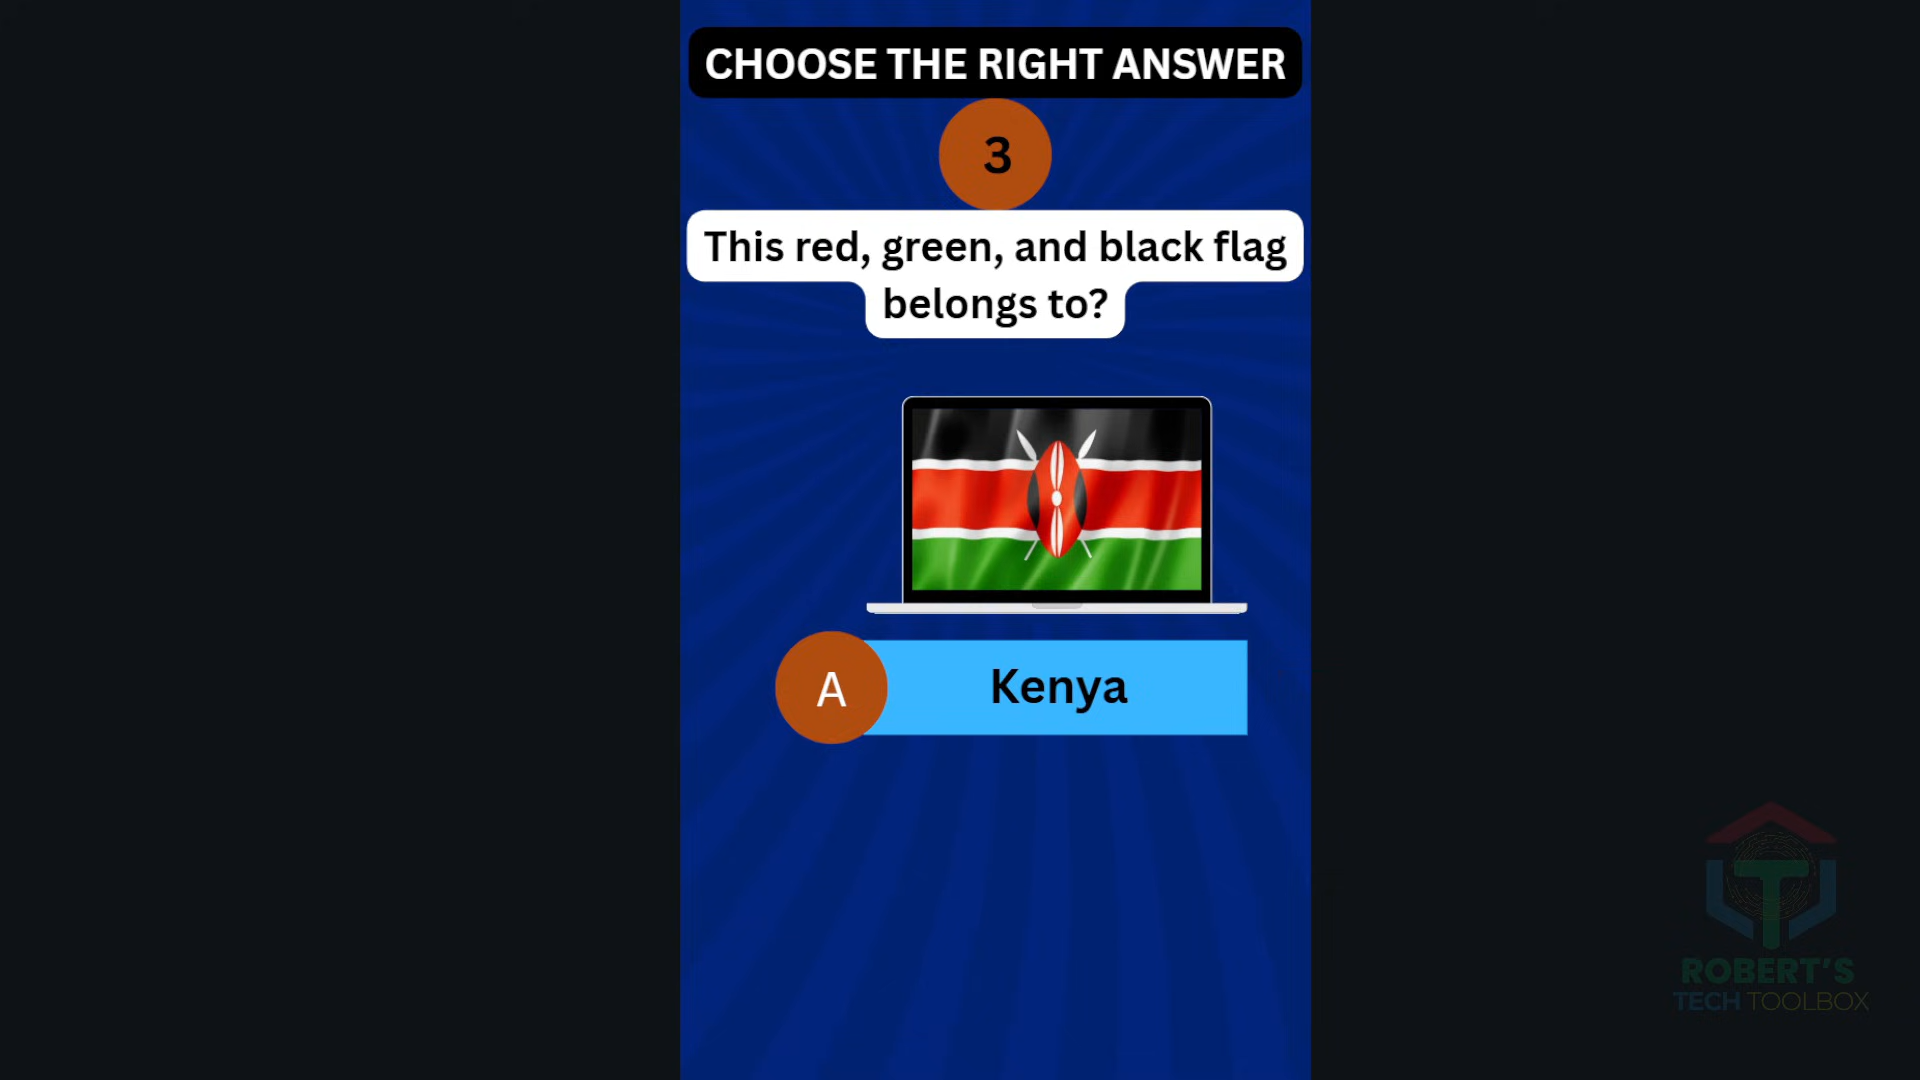 CHOOSE THE RIGHT ANSWER
3
This red, green, and black flag
belongs to?
A Kenya
ROBERT'S
TECH TOOLBOX